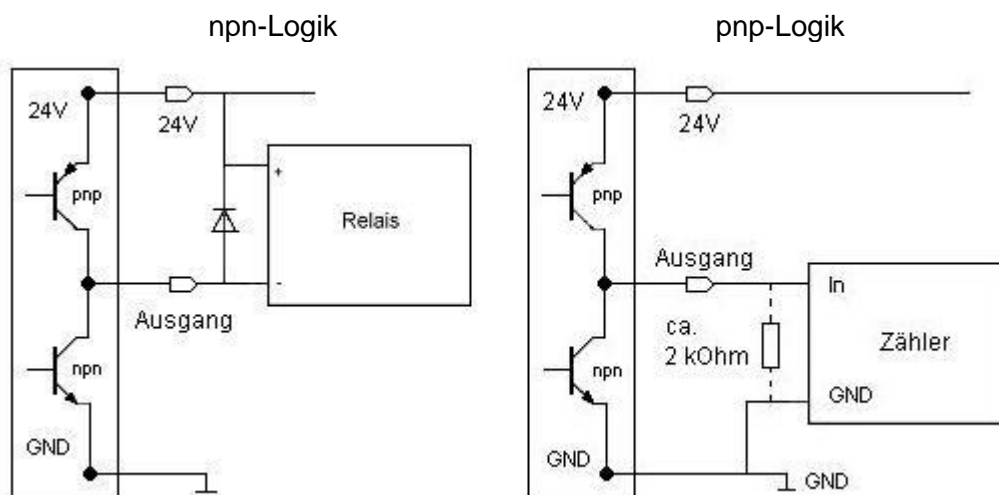 npn-Logik
24V
24V
pnp
+
Relais
-
Ausgang
npn
GND
pnp-Logik
24V
24V
pnp
Ausgang
In
ca.
2 kOhm
Zähler
npn
GND
GND
GND